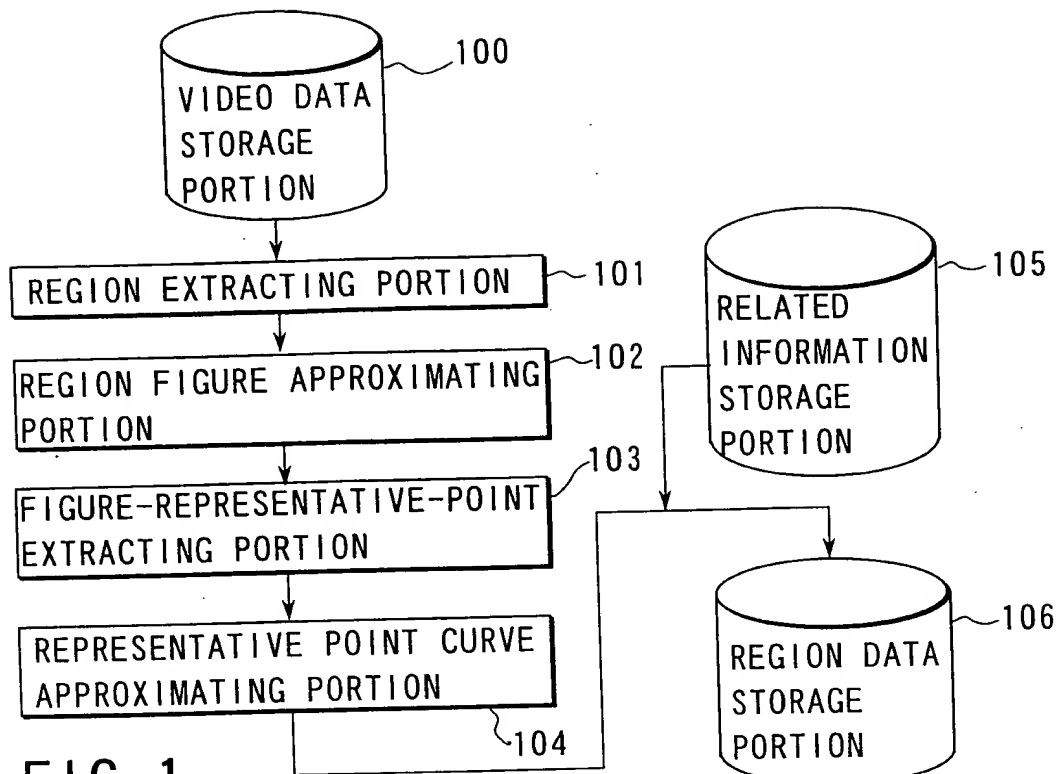 100
VIDEO DATA
STORAGE
PORTION
REGION EXTRACTING PORTION
101
REGION FIGURE APPROXIMATING
PORTION
102
FIGURE-REPRESENTATIVE-POINT
EXTRACTING PORTION
103
REPRESENTATIVE POINT CURVE
APPROXIMATING PORTION
104
RELATED
INFORMATION
STORAGE
PORTION
105
REGION DATA
STORAGE
PORTION
106
FIG.1